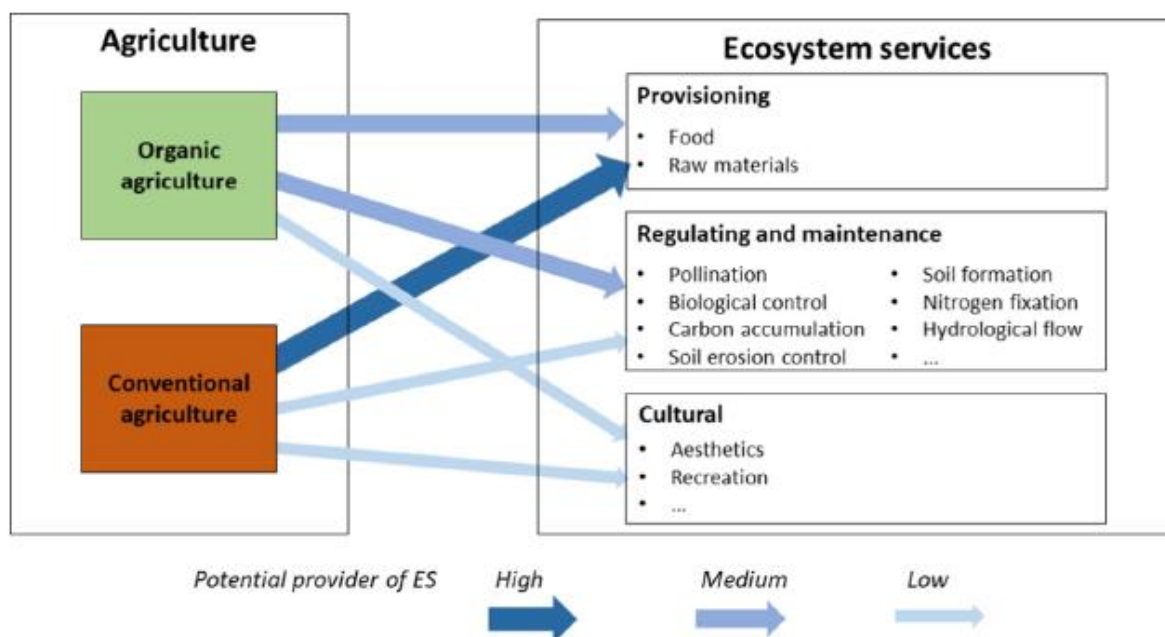 Agriculture
Organic
agriculture
Conventional
agriculture
Ecosystem services
Provisioning
• Food
• Raw materials
Regulating and maintenance
• Pollination
• Biological control
• Carbon accumulation
• Soil erosion control
• Soil formation
• Nitrogen fixation
• Hydrological flow
• ...
Cultural
• Aesthetics
• Recreation
• ...
Potential provider of ES High Medium Low